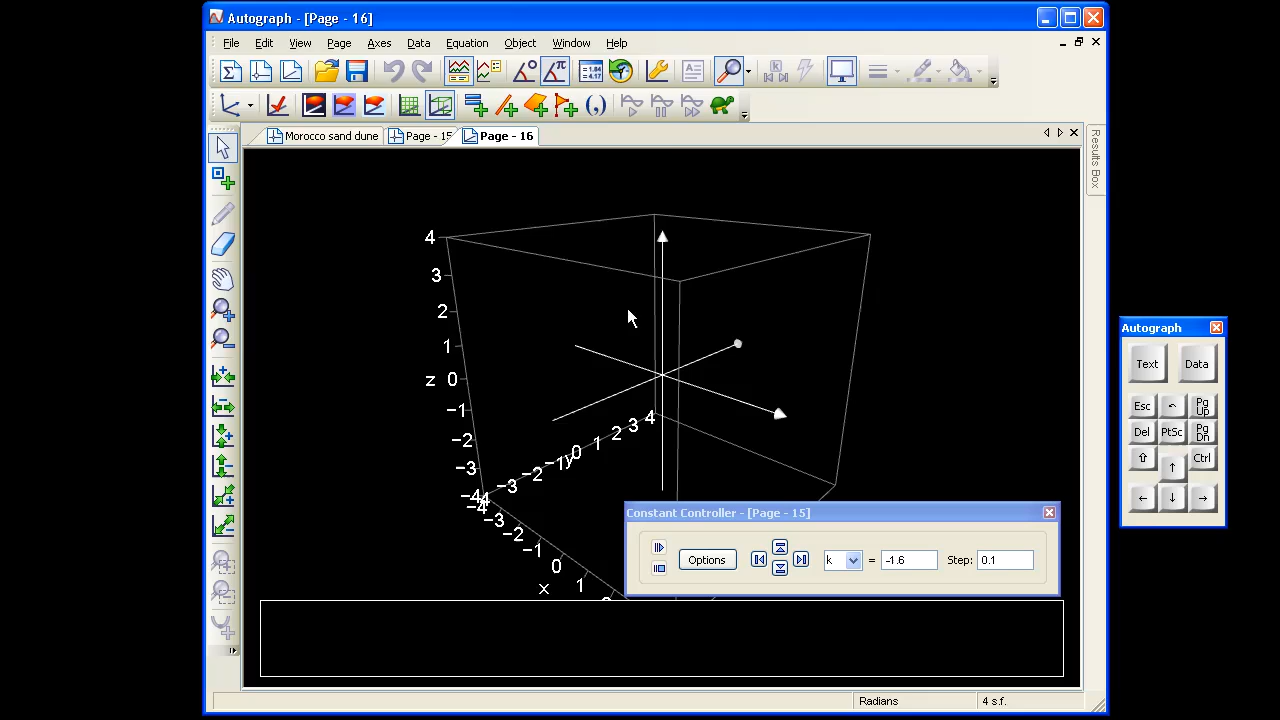 Autograph - [Page - 16]
File Edit View Page Axes Data Equation Object Window Help
Morocco sand dune
Page - 15
Page - 16
Results Box
4
3
2
1
z 0
−1
−2
−3
−4
4
3
2
1
0
y
−1
−2
−3
−4
−3
−2
−1
0
1
x
Constant Controller - [Page - 15]
Options
k
= -1.6
Step: 0.1
Radians
4 s.f.
Autograph
Text
Data
Esc
Pg Up
Del
PtSc
Pg Dn
Ctrl